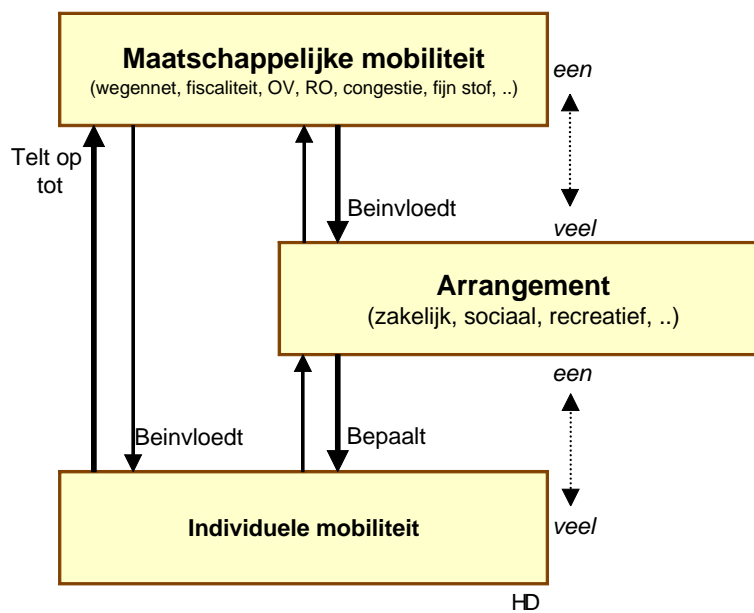 Maatschappelijke mobiliteit
(wegennet, fiscaliteit, OV, RO, congestie, fijn stof, ..)
een
Telt op
tot
Beinvloedt
veel
Arrangement
(zakelijk, sociaal, recreatief, ..)
een
Beinvloedt
Bepaalt
Individuele mobiliteit
veel
HD